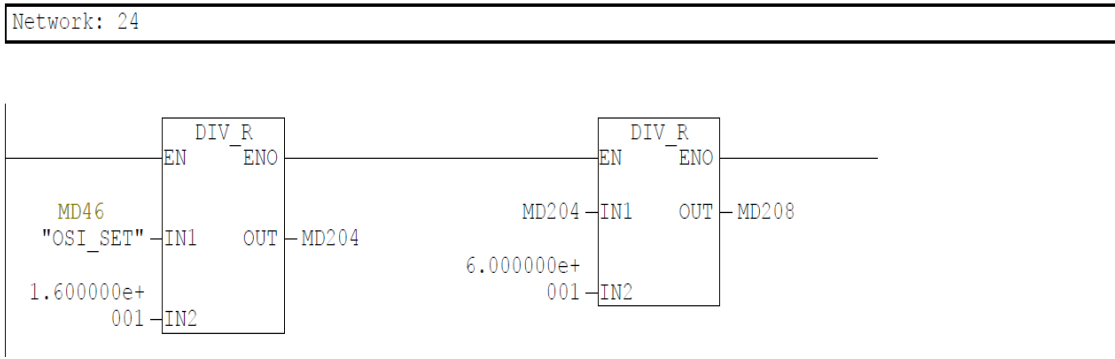 Network: 24
DIV_R
EN ENO
MD46
"OSI_SET" IN1 OUT MD204
1.600000e+
001 IN2
DIV_R
EN ENO
MD204 IN1 OUT MD208
6.000000e+
001 IN2